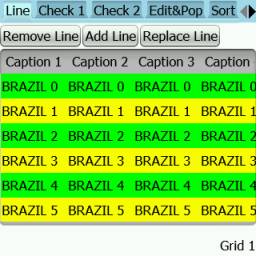 Line Check 1 Check 2 Edit&Pop Sort
Remove Line Add Line Replace Line
Caption 1 Caption 2 Caption 3 Caption
BRAZIL 0 BRAZIL 0 BRAZIL 0 BRAZIL 0
BRAZIL 1 BRAZIL 1 BRAZIL 1 BRAZIL 1
BRAZIL 2 BRAZIL 2 BRAZIL 2 BRAZIL 2
BRAZIL 3 BRAZIL 3 BRAZIL 3 BRAZIL 3
BRAZIL 4 BRAZIL 4 BRAZIL 4 BRAZIL 4
BRAZIL 5 BRAZIL 5 BRAZIL 5 BRAZIL 5
Grid 1